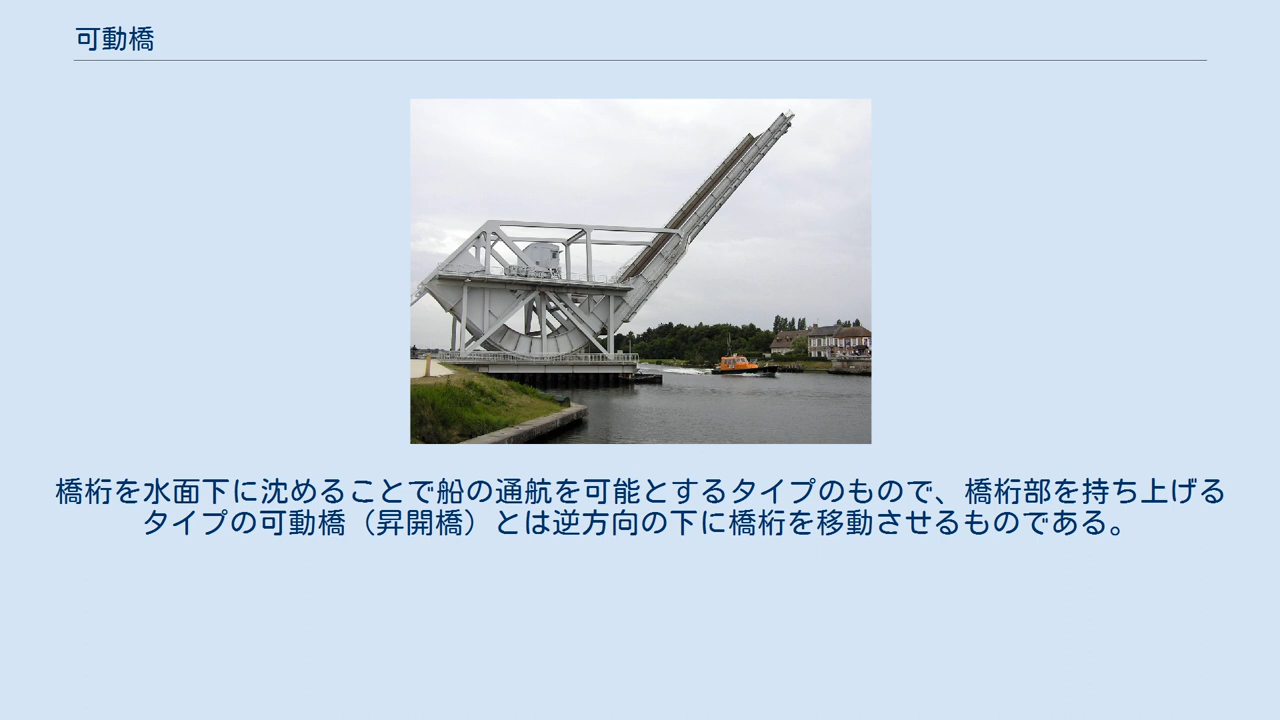 可動橋
橋桁を水面下に沈めることで船の通航を可能とするタイプのもので、橋桁部を持ち上げる
タイプの可動橋（昇開橋）とは逆方向の下に橋桁を移動させるものである。